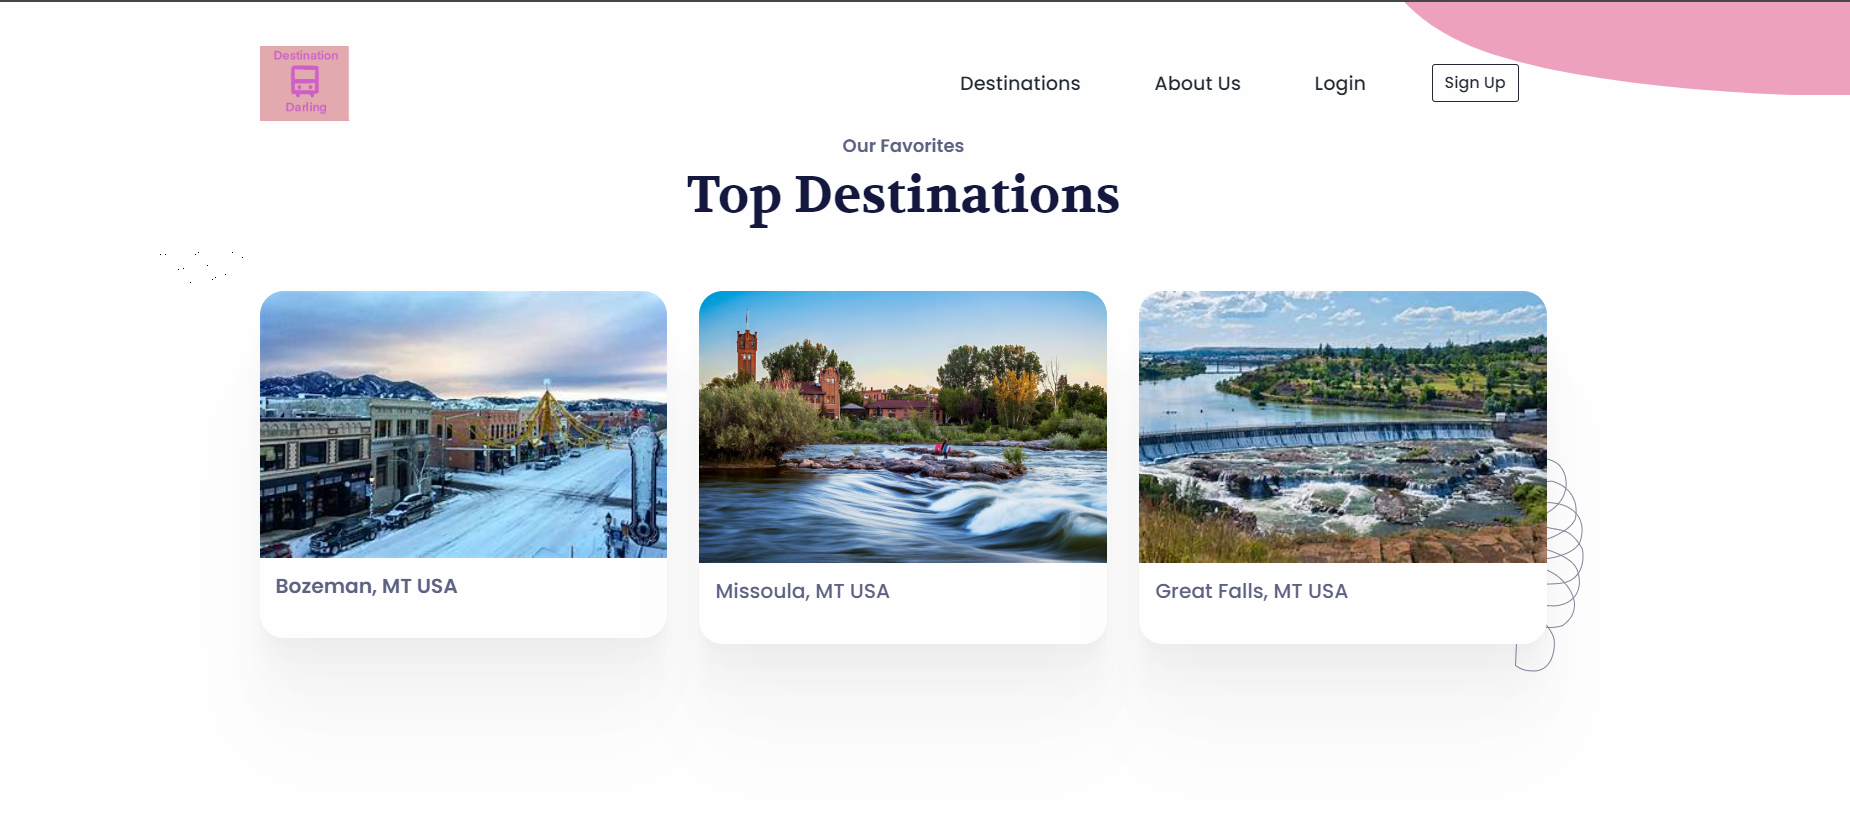 Destination
Darling
Destinations
About Us
Login
Sign Up
Our Favorites
Top Destinations
Bozeman, MT USA
Missoula, MT USA
Great Falls, MT USA